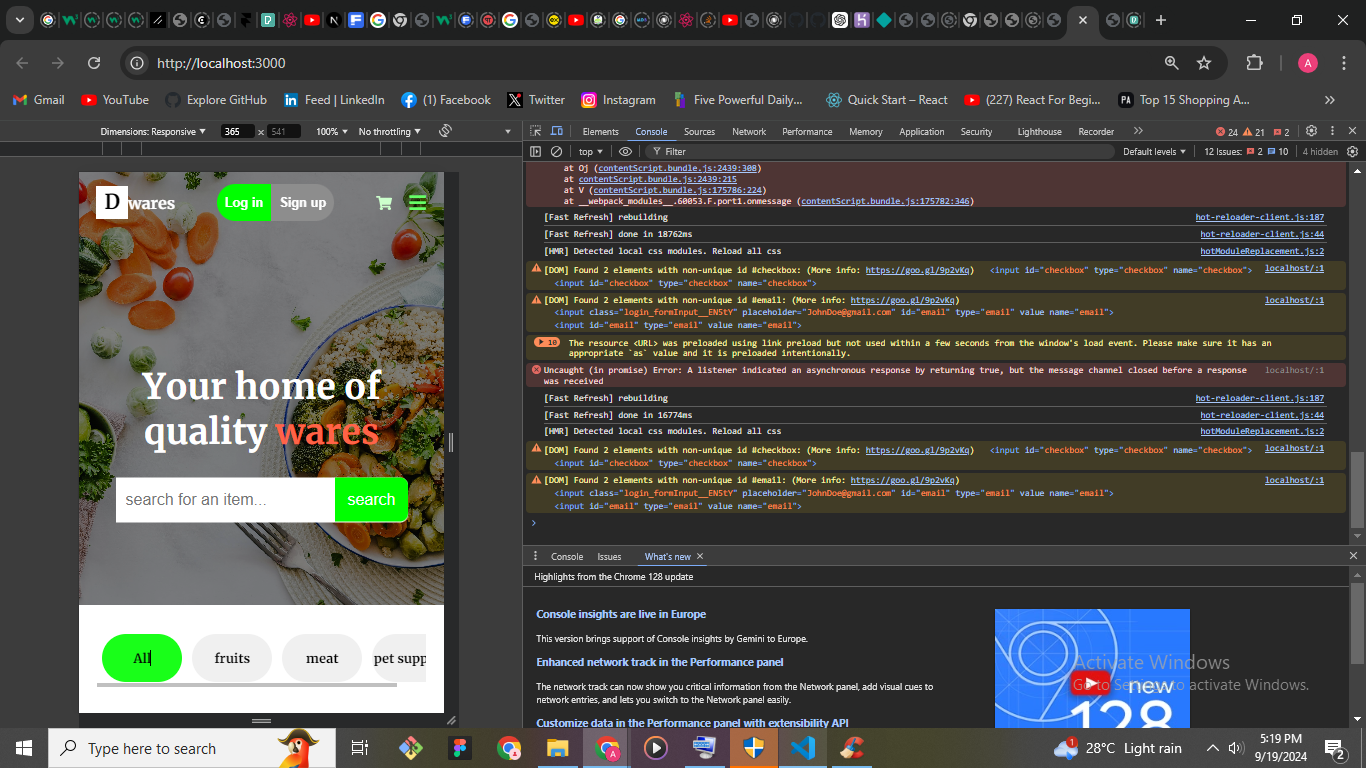 http://localhost:3000
A
Gmail
YouTube
Explore GitHub
Feed | LinkedIn
(1) Facebook
Twitter
Instagram
Five Powerful Daily...
Quick Start – React
(227) React For Begi...
PA
Top 15 Shopping A...
»
Dimensions: Responsive
365
×
541
100%
No throttling
Elements
Console
Sources
Network
Performance
Memory
Application
Security
Lighthouse
Recorder
24
21
2
top
Filter
Default levels
12 Issues:
2
10
4 hidden
D
wares
Log in
Sign up
Your home of
quality wares
search for an item...
search
All
fruits
meat
pet supp
at Oj (contentScript.bundle.js:2439:308)
at contentScript.bundle.js:2439:215
at V (contentScript.bundle.js:175786:224)
at __webpack_modules__.60053.F.port1.onmessage (contentScript.bundle.js:175782:346)
[Fast Refresh] rebuilding hot-reloader-client.js:187
[Fast Refresh] done in 18762ms hot-reloader-client.js:44
[HMR] Detected local css modules. Reload all css hotModuleReplacement.js:2
[DOM] Found 2 elements with non-unique id #checkbox: (More info: https://goo.gl/9p2vKq) <input id="checkbox" type="checkbox" name="checkbox"> localhost/:1
<input id="checkbox" type="checkbox" name="checkbox">
[DOM] Found 2 elements with non-unique id #email: (More info: https://goo.gl/9p2vKq) localhost/:1
<input class="login_formInput__EN5tY" placeholder="JohnDoe@gmail.com" id="email" type="email" value name="email">
<input id="email" type="email" value name="email">
10 The resource <URL> was preloaded using link preload but not used within a few seconds from the window's load event. Please make sure it has an
appropriate `as` value and it is preloaded intentionally.
Uncaught (in promise) Error: A listener indicated an asynchronous response by returning true, but the message channel closed before a response localhost/:1
was received
[Fast Refresh] rebuilding hot-reloader-client.js:187
[Fast Refresh] done in 16774ms hot-reloader-client.js:44
[HMR] Detected local css modules. Reload all css hotModuleReplacement.js:2
[DOM] Found 2 elements with non-unique id #checkbox: (More info: https://goo.gl/9p2vKq) <input id="checkbox" type="checkbox" name="checkbox"> localhost/:1
<input id="checkbox" type="checkbox" name="checkbox">
[DOM] Found 2 elements with non-unique id #email: (More info: https://goo.gl/9p2vKq) localhost/:1
<input class="login_formInput__EN5tY" placeholder="JohnDoe@gmail.com" id="email" type="email" value name="email">
<input id="email" type="email" value name="email">
Console
Issues
What's new
Highlights from the Chrome 128 update
Console insights are live in Europe
This version brings support of Console insights by Gemini to Europe.
Enhanced network track in the Performance panel
The network track can now show you critical information from the Network panel, add visual cues to
network entries, and lets you switch to the Network panel easily.
Customize data in the Performance panel with extensibility API
new
128
Activate Windows
Go to Settings to activate Windows.
Type here to search
28°C Light rain
5:19 PM
9/19/2024
2